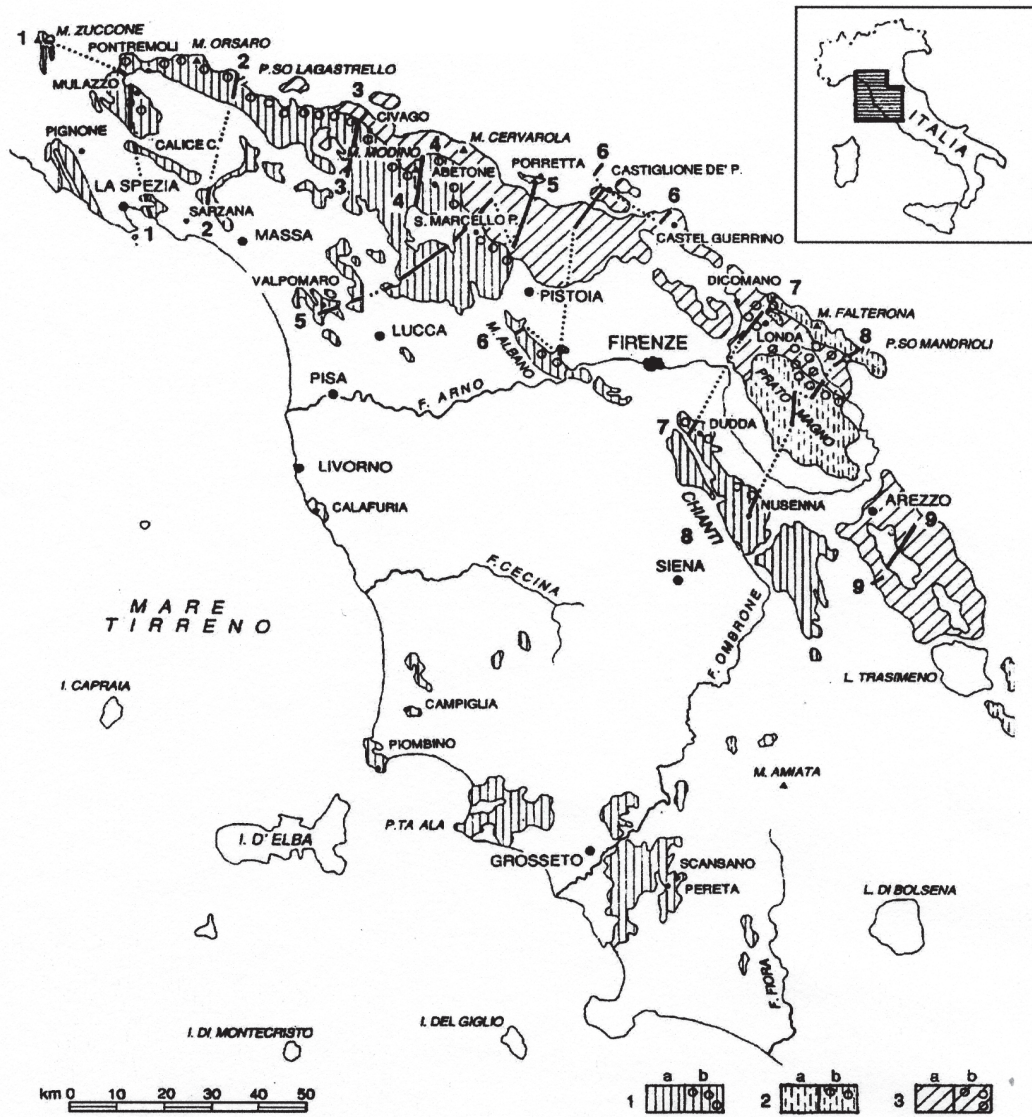 1
M. ZUCCONE
PONTREMOLI
M. ORSARO
2
P.SO LAGASTRELLO
3
CIVAGO
MULAZZO
M. CERVAROLA
4
PORRETTA
6
CASTIGLIONE DE' P.
PIGNONE
CALICE C.
M. MODINO
ABETONE
5
6
3
4
LA SPEZIA
SARZANA
S. MARCELLO P.
CASTEL GUERRINO
1
2
MASSA
ITALIA
VALPOMARO
DICOMANO
7
PISTOIA
M. FALTERONA
5
LUCCA
LONDA
8
P.SO MANDRIOLI
6
M. ALBANO
FIRENZE
PISA
F. ARNO
PRATO MAGNO
7
DUDDA
LIVORNO
NUSENNA
AREZZO
9
CALAFURIA
CHIANTI
8
SIENA
9
F. CECINA
MARE
TIRRENO
F. OMBRONE
L. TRASIMENO
I. CAPRAIA
CAMPIGLIA
PIOMBINO
M. AMIATA
P.TA ALA
I. D' ELBA
GROSSETO
SCANSANO
PERETA
L. DI BOLSENA
F. FIORA
I. DI MONTECRISTO
I. DEL GIGLIO
km 0 10 20 30 40 50
a b a b a b
1 2 3